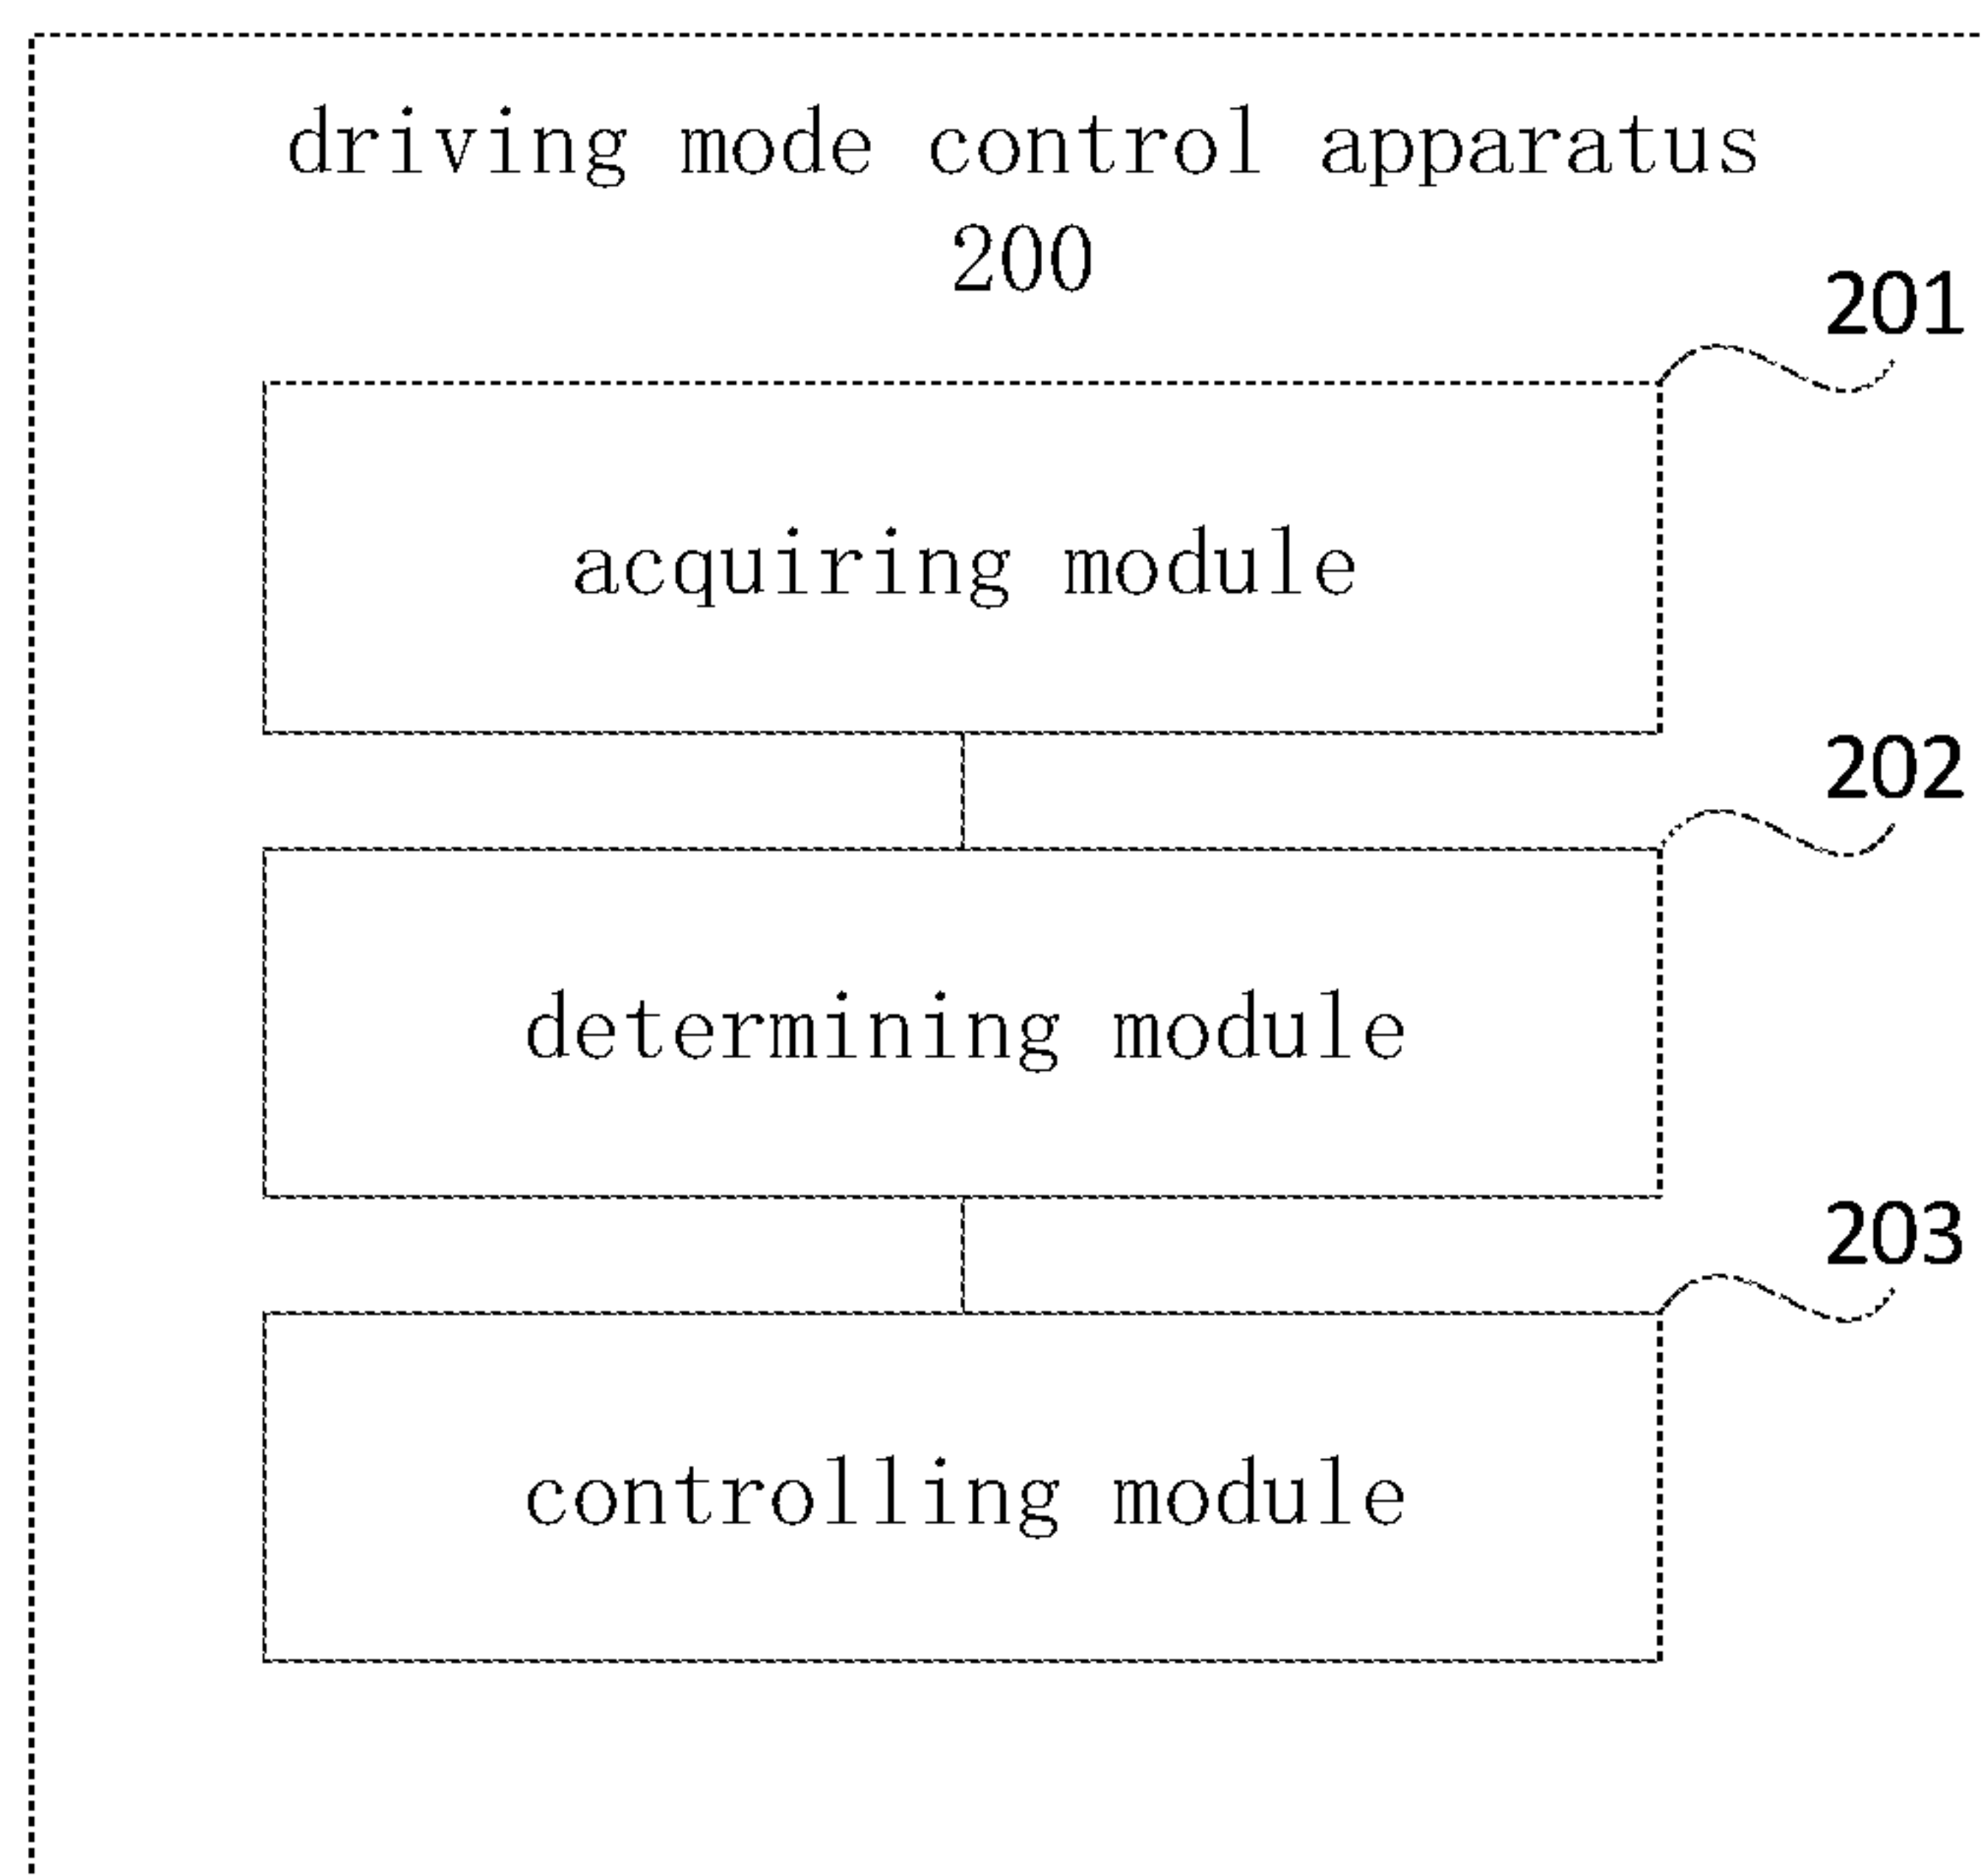 driving mode control apparatus
200
201
acquiring module
202
determining module
203
controlling module